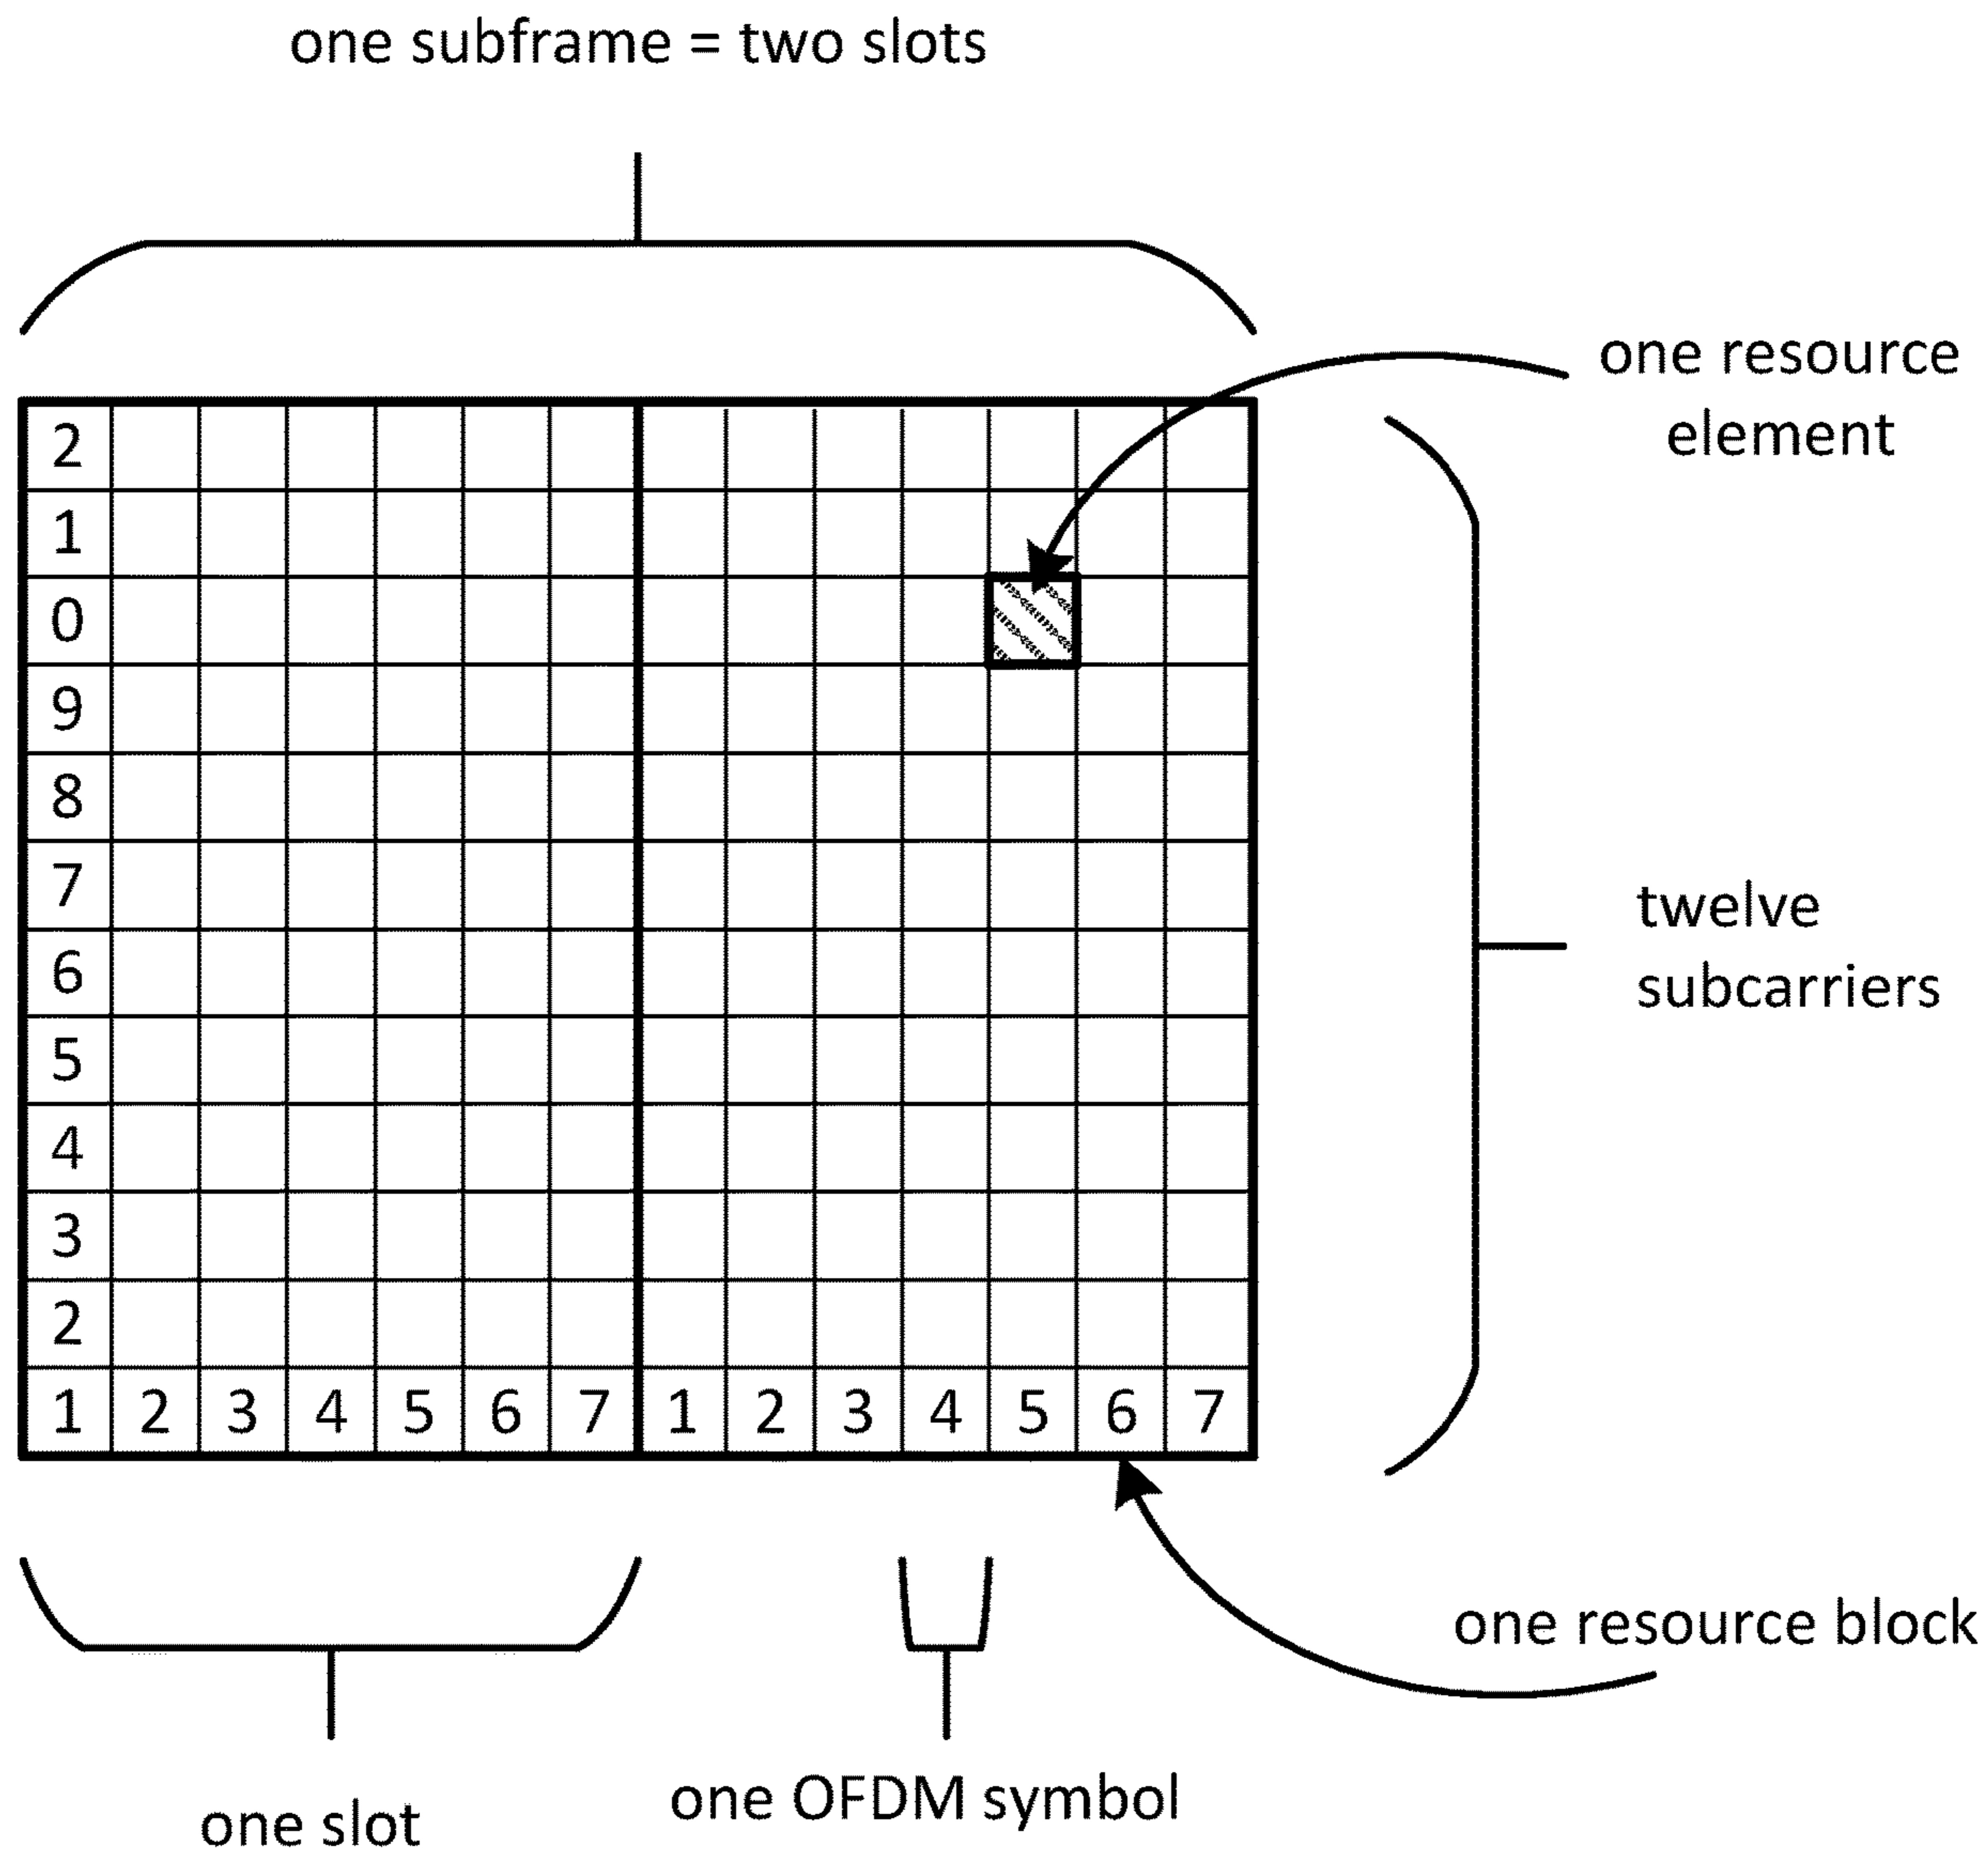 one subframe = two slots
one resource
element
2
1
0
9
8
7
6
5
4
3
2
1 2 3 4 5 6 7 1 2 3 4 5 6 7
twelve
subcarriers
one resource block
one OFDM symbol
one slot